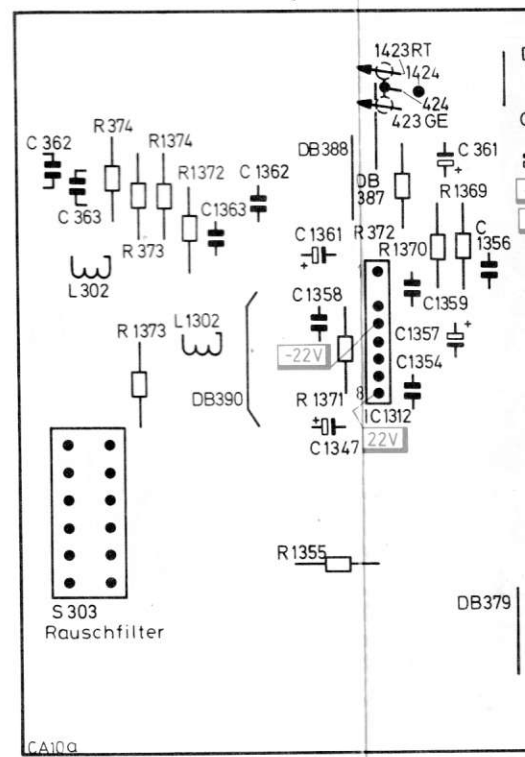 1423RT
1424
424
423 GE
C 362
R 374
R1374
R1372
C1362
DB388
C 361
R1369
C 363
R 373
C1363
DB
387
L302
C1361
R 372
R1370
C
1356
R 1373
L1302
C1358
C1359
1
-22V
C1357
C1354
DB390
R 1371
8
IC1312
C1347
22V
R1355
S 303
Rauschfilter
DB379
CA10a